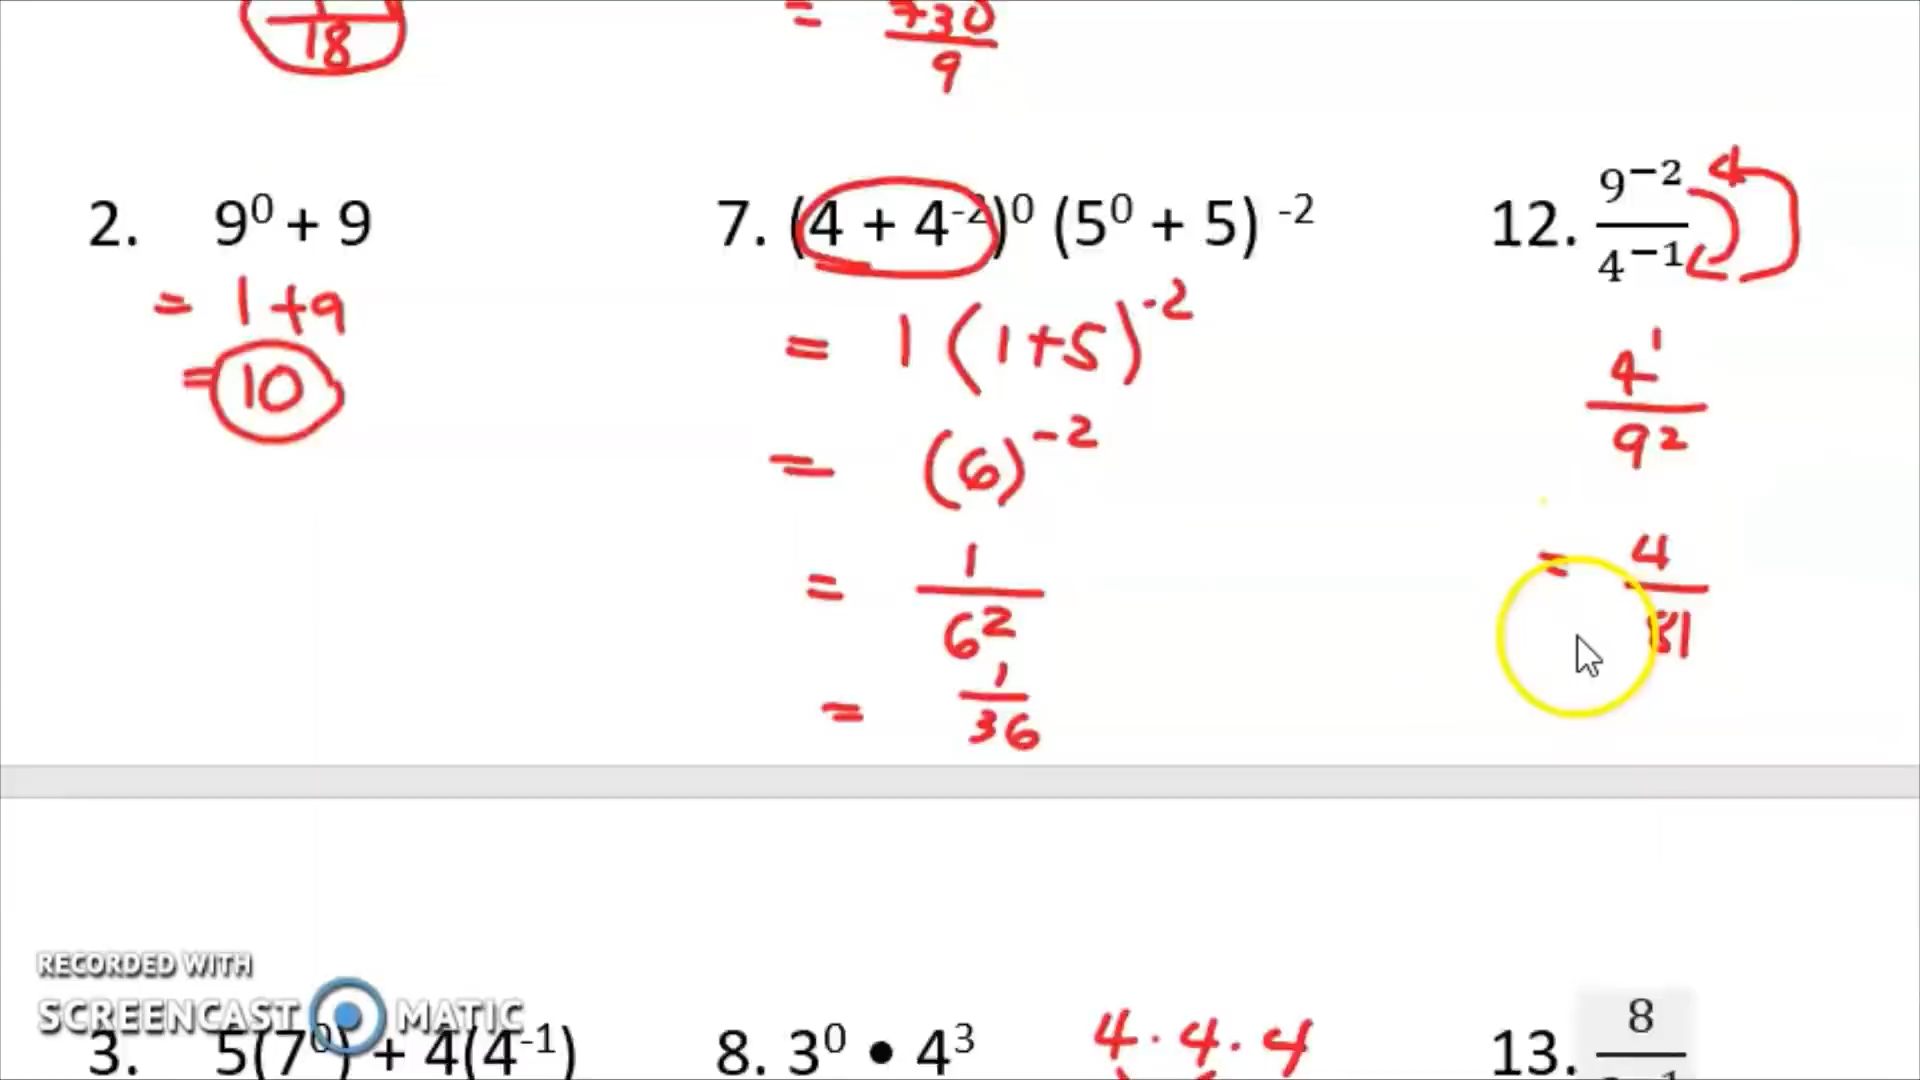 18
= 730/9
2. 9⁰ + 9
= 1 + 9
= 10
7. (4 + 4⁻²)⁰ (5⁰ + 5) ⁻²
= 1 (1+5)⁻²
= (6)⁻²
= 1/6²
= 1/36
12. 9⁻²/4⁻¹
4¹/9²
= 4/81
RECORDED WITH
SCREENCAST MATIC
3. 5(7⁰) + 4(4⁻¹)
8. 3⁰ • 4³
4 · 4 · 4
13. 8